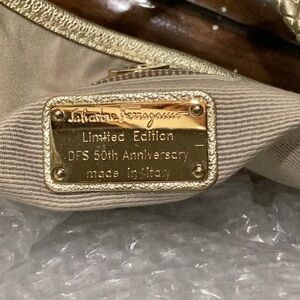 Salvatore Ferragamo
Limited Edition
DFS 50th Anniversary
made in Italy